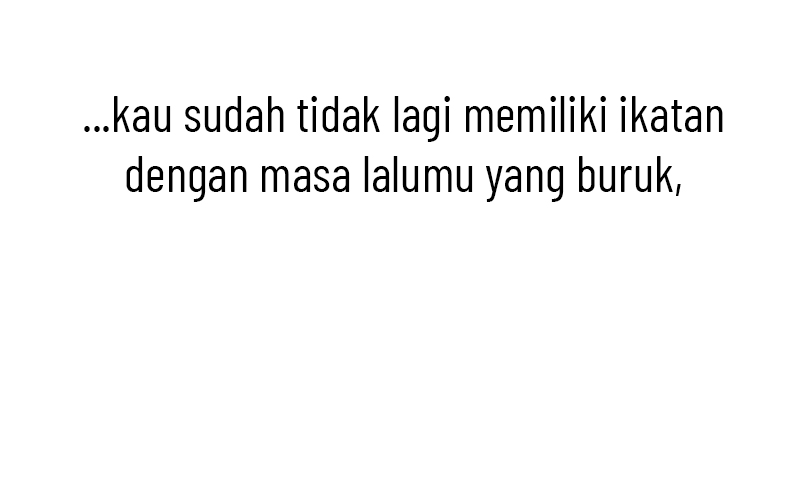 ...kau sudah tidak lagi memiliki ikatan
dengan masa lalumu yang buruk,